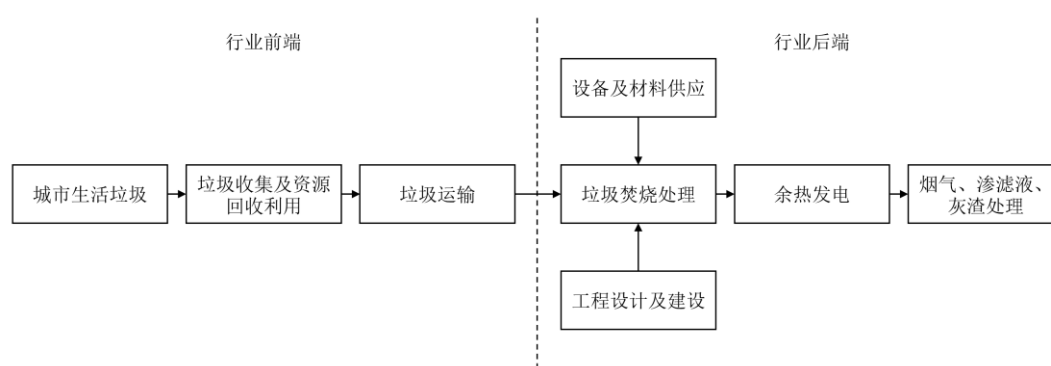 行业前端
行业后端
设备及材料供应
城市生活垃圾
垃圾收集及资源
回收利用
垃圾运输
垃圾焚烧处理
余热发电
烟气、渗滤液、
灰渣处理
工程设计及建设